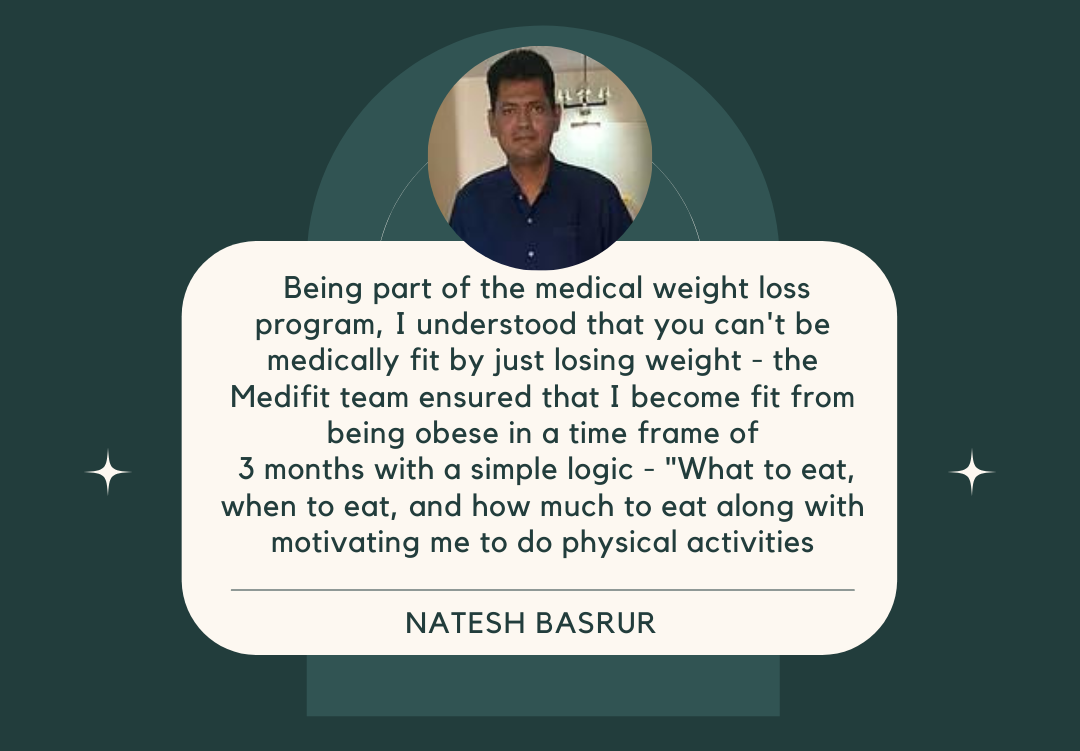 Being part of the medical weight loss
program, I understood that you can't be
medically fit by just losing weight - the
Medifit team ensured that I become fit from
being obese in a time frame of
3 months with a simple logic - "What to eat,
when to eat, and how much to eat along with
motivating me to do physical activities
NATESH BASRUR